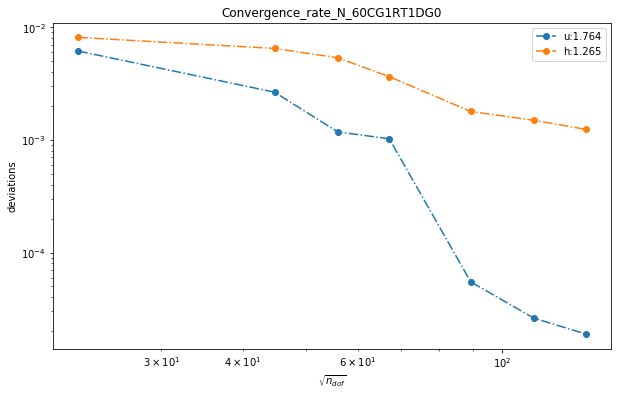 Convergence_rate_N_60CG1RT1DG0
u:1.764
h:1.265
10⁻²
10⁻³
10⁻⁴
deviations
3 × 10¹
4 × 10¹
6 × 10¹
10²
√n_dof